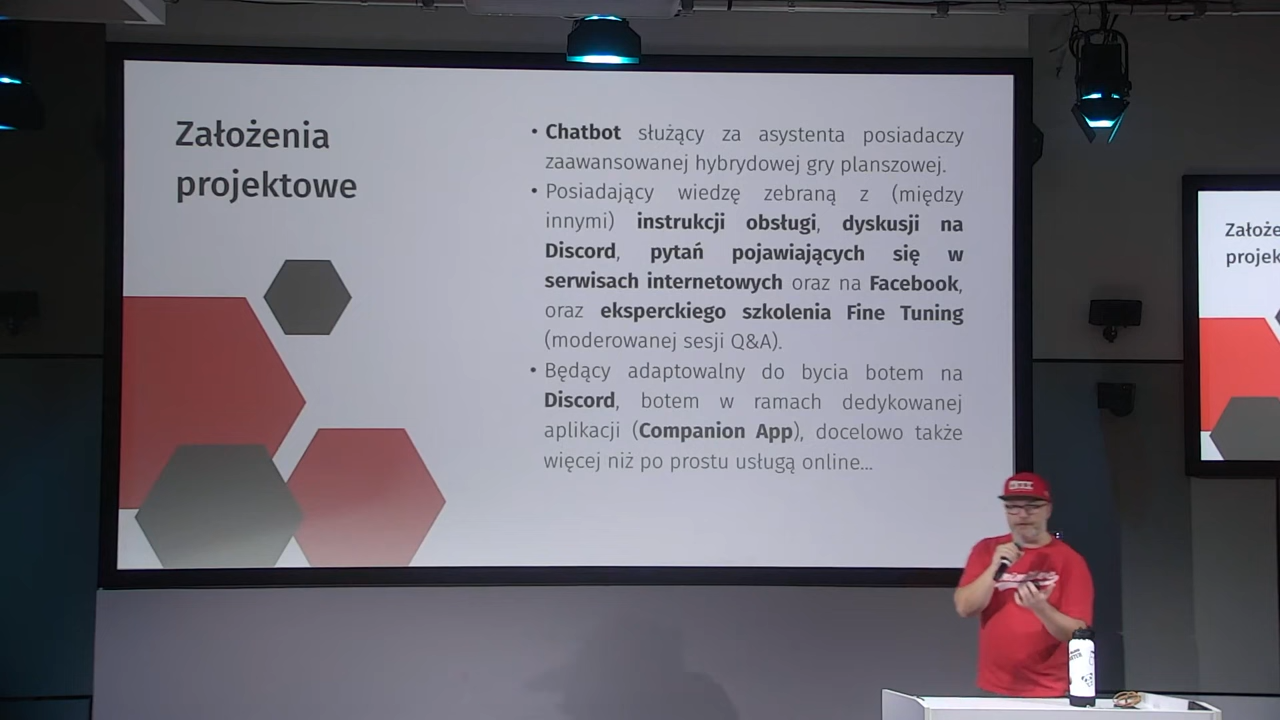 Założenia
projektowe
• Chatbot służący za asystenta posiadaczy
zaawansowanej hybrydowej gry planszowej.
• Posiadający wiedzę zebraną z (między
innymi) instrukcji obsługi, dyskusji na
Discord, pytań pojawiających się w
serwisach internetowych oraz na Facebook,
oraz eksperckiego szkolenia Fine Tuning
(moderowanej sesji Q&A).
• Będący adaptowalny do bycia botem na
Discord, botem w ramach dedykowanej
aplikacji (Companion App), docelowo także
więcej niż po prostu usługą online...
Założe
projek